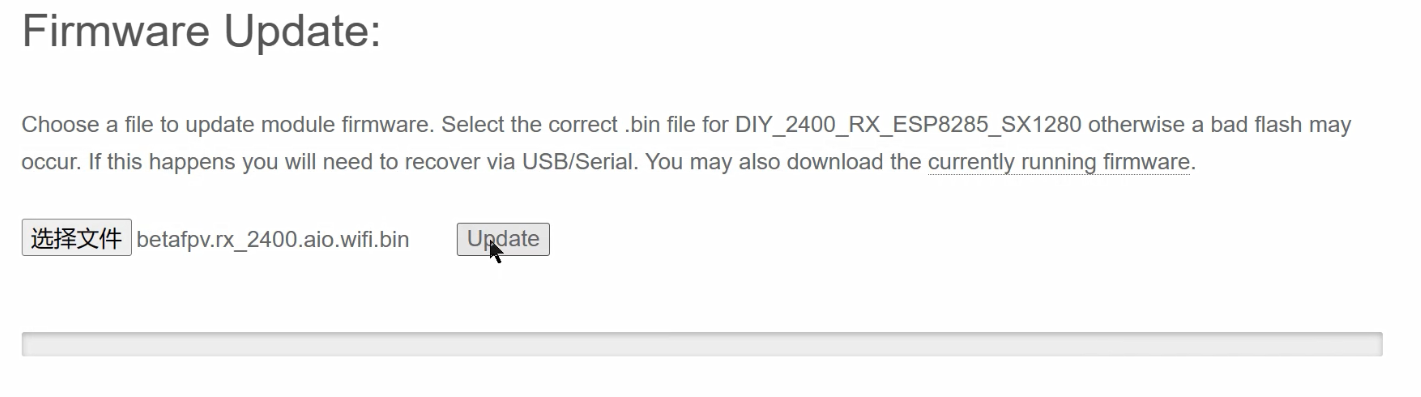 Firmware Update:
Choose a file to update module firmware. Select the correct .bin file for DIY_2400_RX_ESP8285_SX1280 otherwise a bad flash may
occur. If this happens you will need to recover via USB/Serial. You may also download the currently running firmware.
选择文件 betafpv.rx_2400.aio.wifi.bin Update